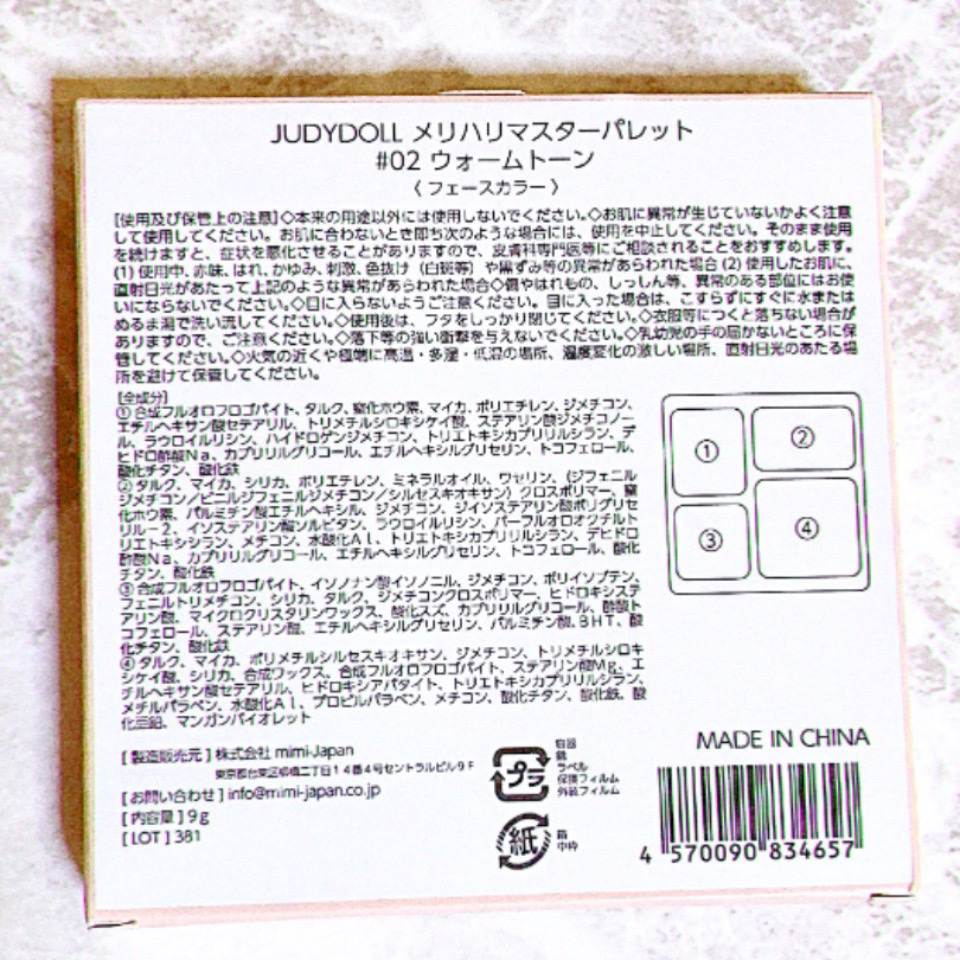 JUDYDOLL メリハリマスターパレット
#02 ウォームトーン
〈 フェースカラー 〉
[使用及び保管上の注意]◇本来の用途以外には使用しないでください。◇お肌に異常が生じていないかよく注意
して使用してください。お肌に合わないとき即ち次のような場合には、使用を中止してください。そのまま使用
を続けますと、症状を悪化させることがありますので、皮膚科専門医等にご相談されることをおすすめします。
(1) 使用中、赤味、はれ、かゆみ、刺激、色抜け（白斑等）や黒ずみ等の異常があらわれた場合 (2) 使用したお肌に、
直射日光があたって上記のような異常があらわれた場合◇傷やはれもの、しっしん等、異常のある部位にはお使
いにならないでください。◇目に入らないようご注意ください。目に入った場合は、こすらずにすぐに水または
ぬるま湯で洗い流してください。◇使用後は、フタをしっかり閉じてください。◇衣服等につくと落ちない場合が
ありますので、ご注意ください。◇落下等の強い衝撃を与えないでください。◇乳幼児の手の届かないところに保
管してください。◇火気の近くや極端に高温・多湿・低湿の場所、温度変化の激しい場所、直射日光のあたる場
所を避けて保管してください。
[全成分]
①合成フルオロフロゴパイト、タルク、窒化ホウ素、マイカ、ポリエチレン、ジメチコン、
エチルヘキサン酸セテアリル、トリメチルシロキシケイ酸、ステアリン酸ジメチコノー
ル、ラウロイルリシン、ハイドロゲンジメチコン、トリエトキシカプリリルシラン、デ
ヒドロ酢酸Na、カプリリルグリコール、エチルヘキシルグリセリン、トコフェロール、
酸化チタン、酸化鉄
②タルク、マイカ、シリカ、ポリエチレン、ミネラルオイル、ワセリン、（ジフェニル
ジメチコン／ビニルジフェニルジメチコン／シルセスキオキサン）クロスポリマー、窒
化ホウ素、パルミチン酸エチルヘキシル、ジメチコン、ジイソステアリン酸ポリグリセ
リル－2、イソステアリン酸ソルビタン、ラウロイルリシン、パーフルオロオクチルト
リエトキシシラン、メチコン、水酸化Al、トリエトキシカプリリルシラン、デヒドロ
酢酸Na、カプリリルグリコール、エチルヘキシルグリセリン、トコフェロール、酸化
チタン、酸化鉄
③合成フルオロフロゴパイト、イソノナン酸イソノニル、ジメチコン、ポリイソブテン、
フェニルトリメチコン、シリカ、タルク、ジメチコンクロスポリマー、ヒドロキシステ
アリン酸、マイクロクリスタリンワックス、酸化スズ、カプリリルグリコール、酢酸ト
コフェロール、ステアリン酸、エチルヘキシルグリセリン、パルミチン酸、BHT、酸
化チタン、酸化鉄
④タルク、マイカ、ポリメチルシルセスキオキサン、ジメチコン、トリメチルシロキ
シケイ酸、シリカ、合成ワックス、合成フルオロフロゴパイト、ステアリン酸Mg、エ
チルヘキサン酸セテアリル、ヒドロキシアパタイト、トリエトキシカプリリルシラン、
メチルパラベン、水酸化Al、プロピルパラベン、メチコン、酸化チタン、酸化鉄、酸
化亜鉛、マンガンバイオレット
①
②
③
④
[ 製造販売元 ] 株式会社 mimi-Japan
東京都台東区柳橋二丁目14番4号セントラルビル9F
[ お問い合わせ ] info@mimi-japan.co.jp
[ 内容量 ] 9g
[ LOT ] 381
プラ
容器
鏡
ラベル
保護フィルム
外装フィルム
紙
箱
中枠
MADE IN CHINA
4 570090 834657